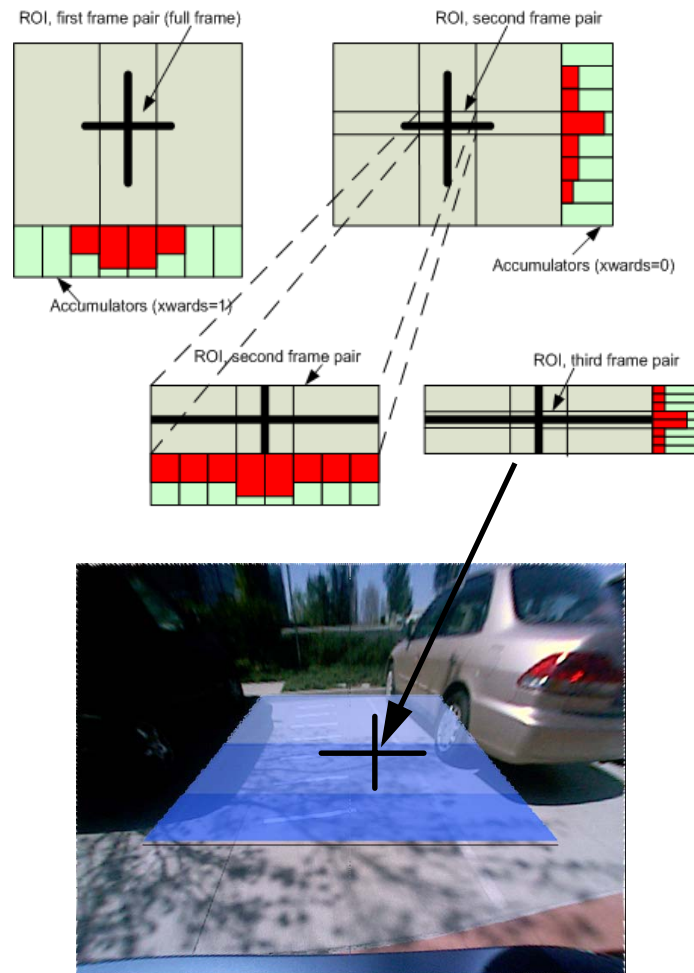 ROI, first frame pair (full frame)
ROI, second frame pair
Accumulators (xwards=0)
Accumulators (xwards=1)
ROI, second frame pair
ROI, third frame pair